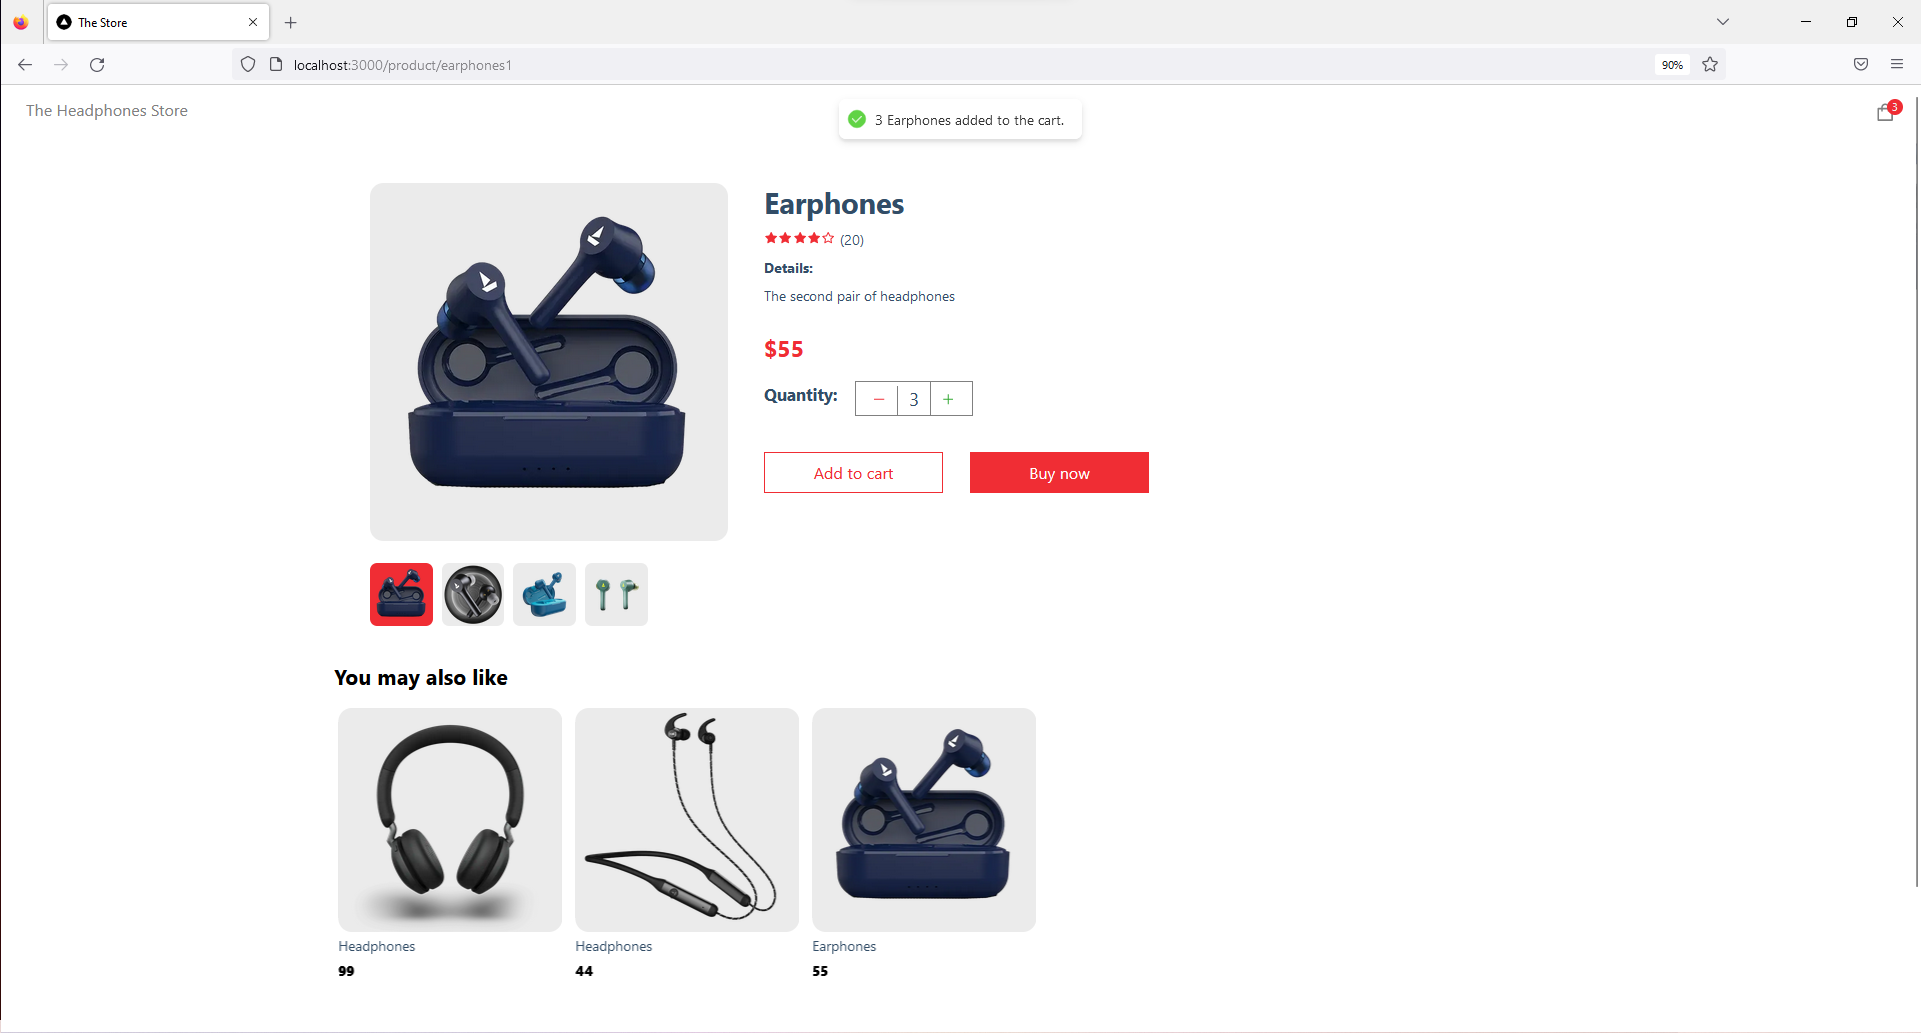 The Store
localhost:3000/product/earphones1
90%
The Headphones Store
3 Earphones added to the cart.
3
Earphones
(20)
Details:
The second pair of headphones
$55
Quantity:
− 3 +
Add to cart
Buy now
You may also like
Headphones
99
Headphones
44
Earphones
55